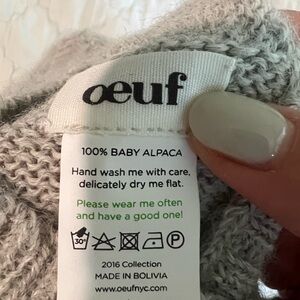 œuf
100% BABY ALPACA
Hand wash me with care,
delicately dry me flat.
Please wear me often
and have a good one!
30°
P
2016 Collection
MADE IN BOLIVIA
www.oeufnyc.com